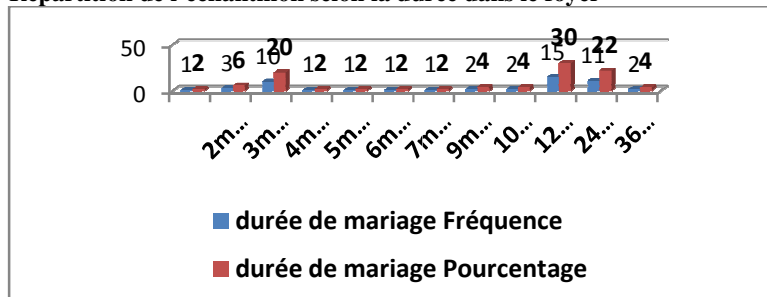 Répartition de l'échantillon selon la durée dans le foyer
50
0
1 2 3 6 10 20 1 2 1 2 1 2 1 2 2 4 2 4 15 30 11 22 2 4
2m… 3m… 4m… 5m… 6m… 7m… 9m… 10… 12… 24… 36…
durée de mariage Fréquence
durée de mariage Pourcentage